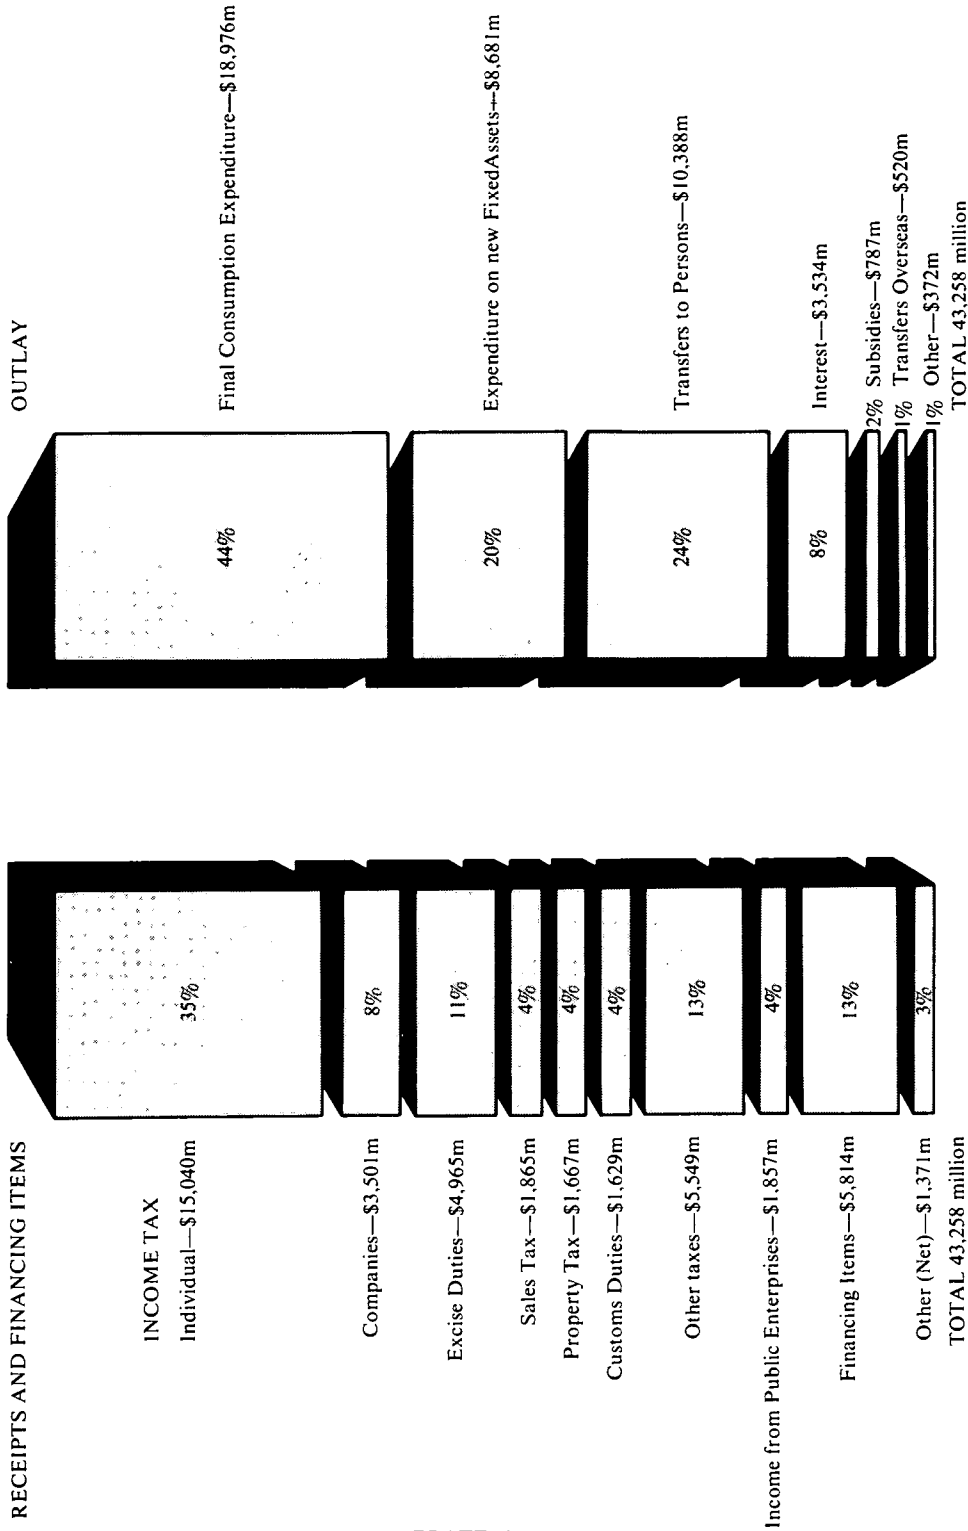 RECEIPTS AND FINANCING ITEMS
INCOME TAX
Individual—$15,040m
35%
Companies—$3,501m
8%
Excise Duties—$4,965m
11%
Sales Tax—$1,865m
4%
Property Tax—$1,667m
4%
Customs Duties—$1,629m
4%
Other taxes—$5,549m
13%
Income from Public Enterprises—$1.857m
4%
Financing Items—$5,814m
13%
Other (Net)—$1,371m
3%
TOTAL 43,258 million
OUTLAY
44%
Final Consumption Expenditure—$18,976m
20%
Expenditure on new FixedAssets—$8,681m
24%
Transfers to Persons—$10,388m
8%
Interest—$3.534m
2% Subsidies—$787m
1% Transfers Overseas—$520m
1% Other—$372m
TOTAL 43,258 million